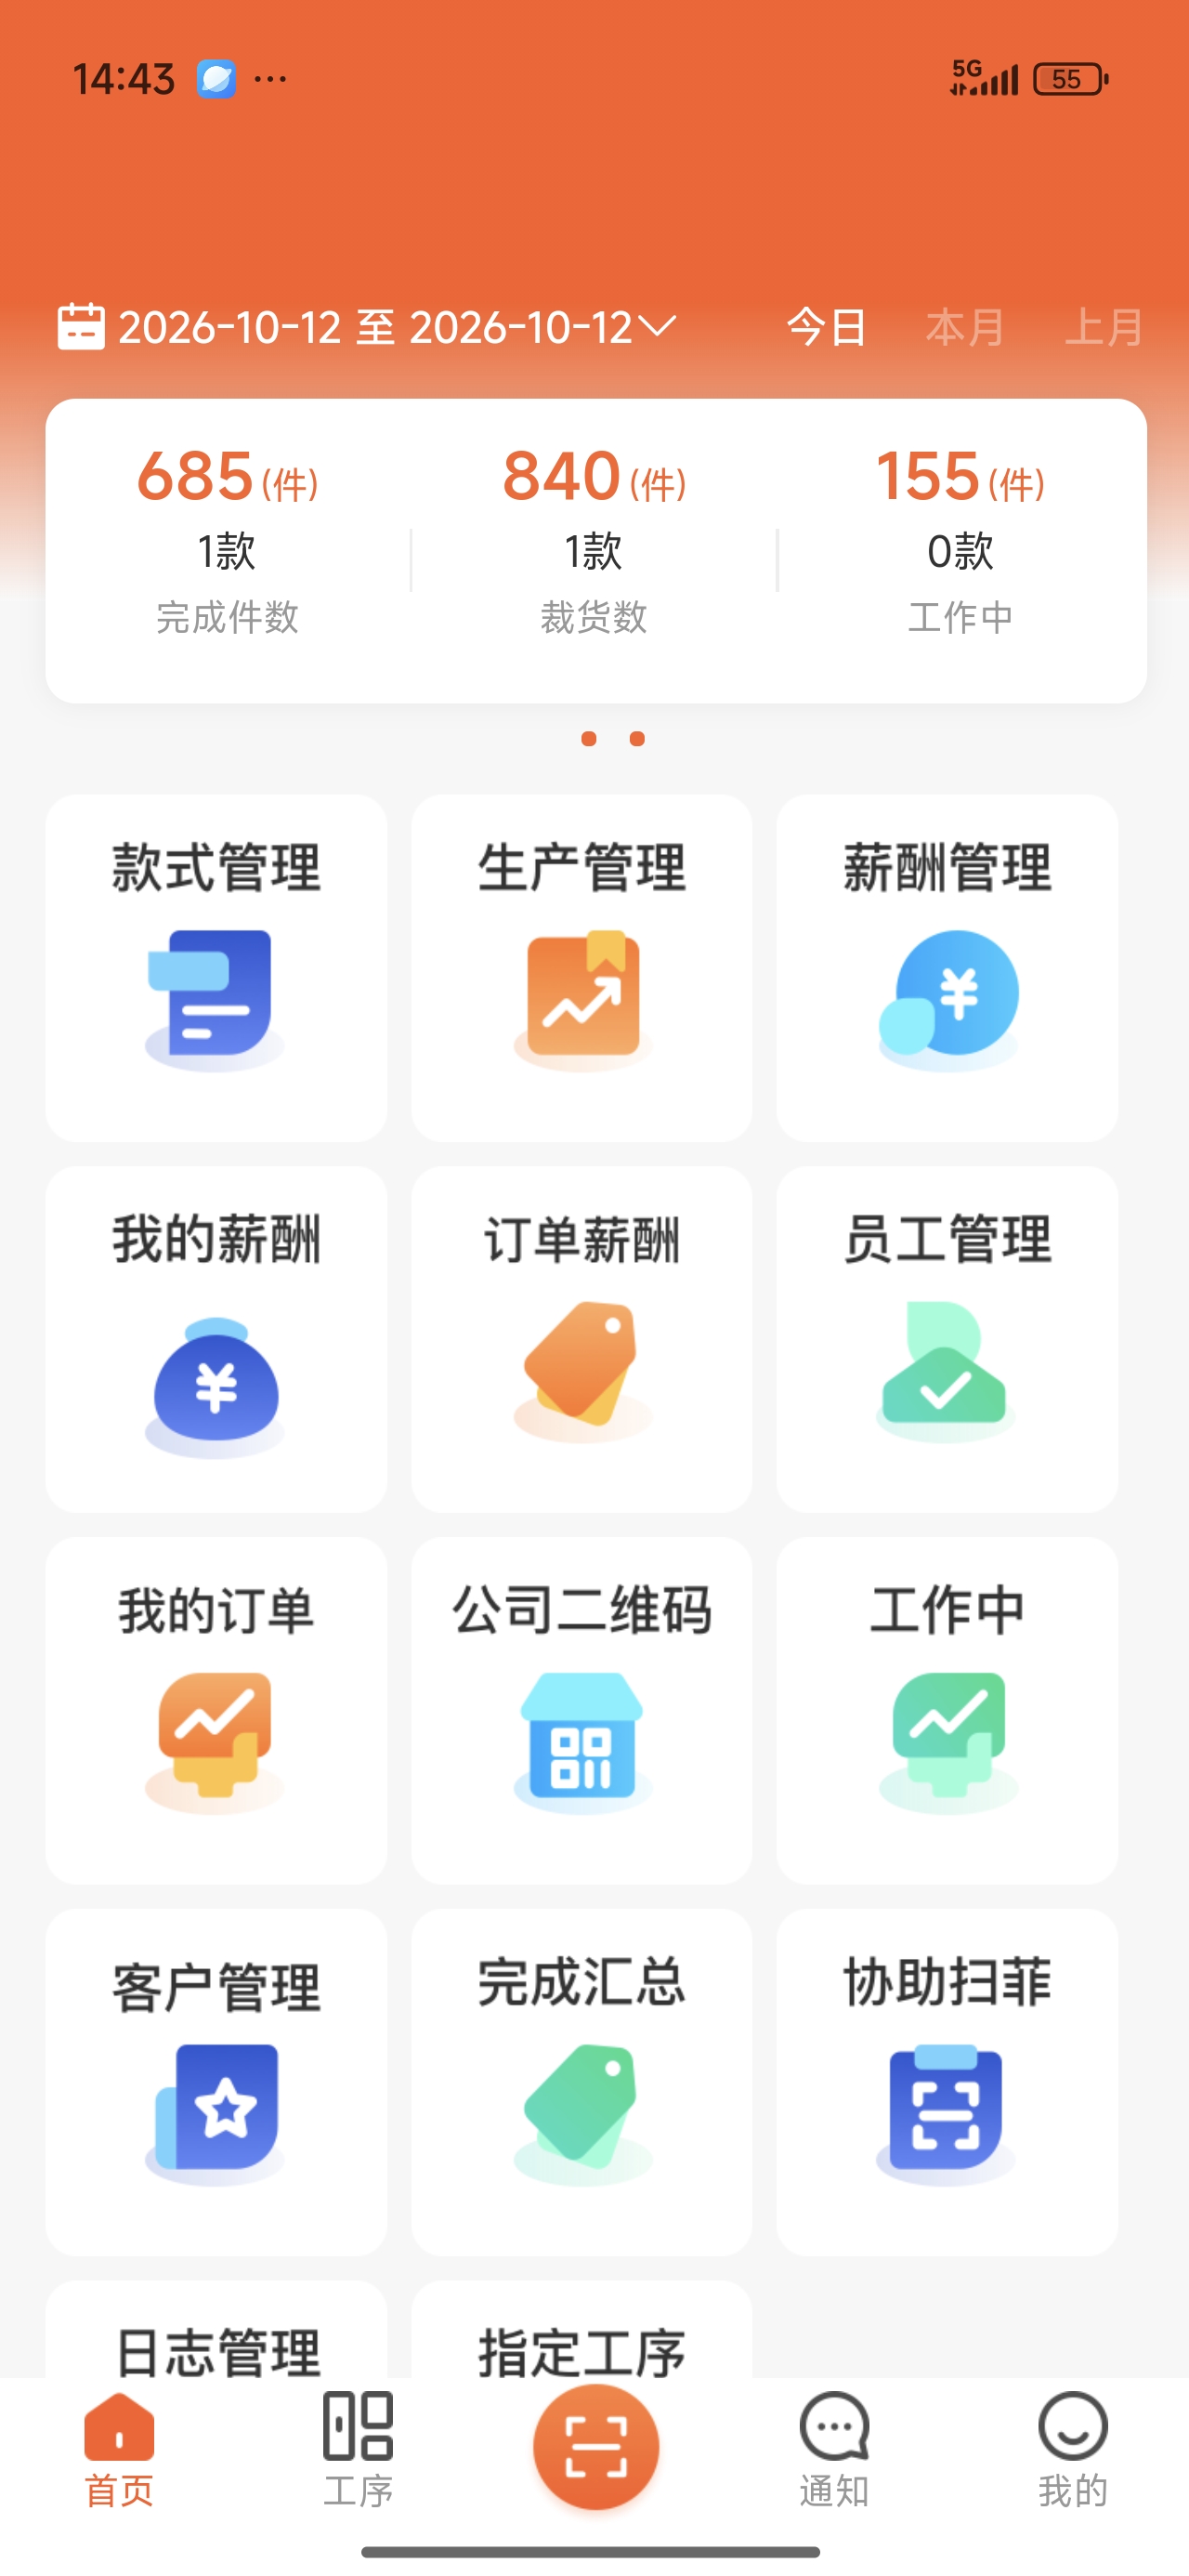 14:43 ... 5G 55
2026-10-12 至 2026-10-12 今日 本月 上月
685(件) 840(件) 155(件)
1款 1款 0款
完成件数 裁货数 工作中
款式管理 生产管理 薪酬管理
我的薪酬 订单薪酬 员工管理
我的订单 公司二维码 工作中
客户管理 完成汇总 协助扫菲
日志管理 指定工序
首页 工序 通知 我的